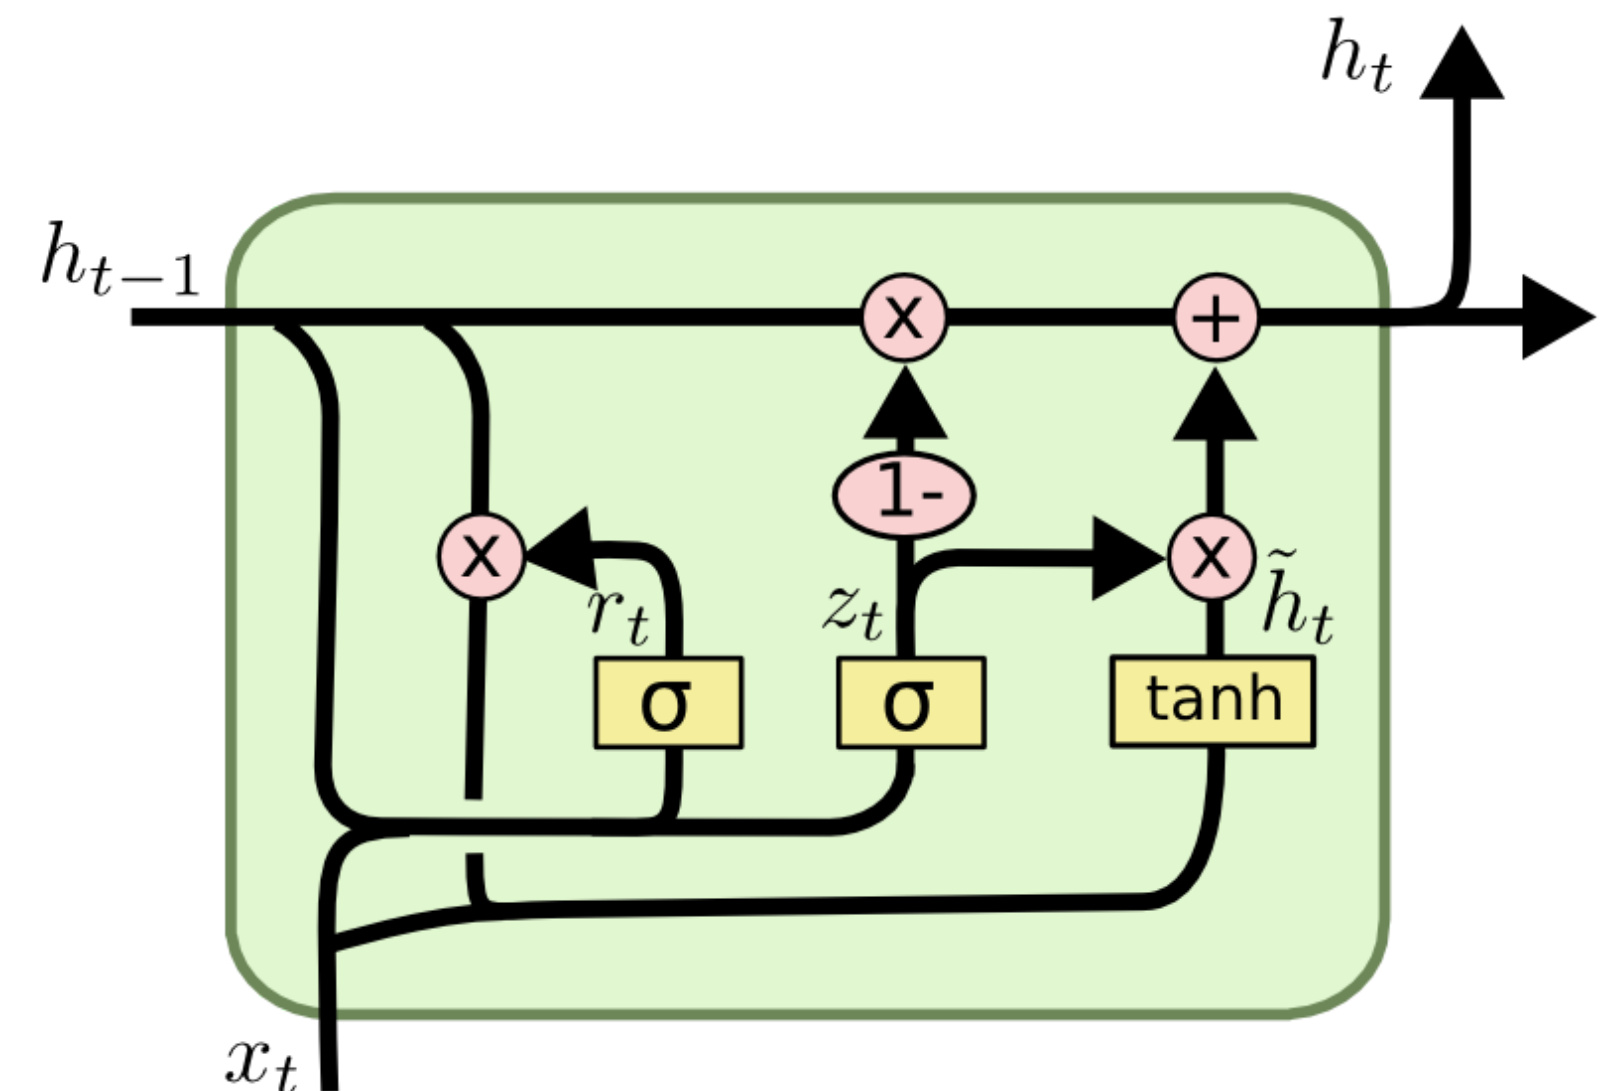 h_t
h_{t-1}
x
+
1-
x
x
r_t
z_t
h̃_t
σ
σ
tanh
x_t